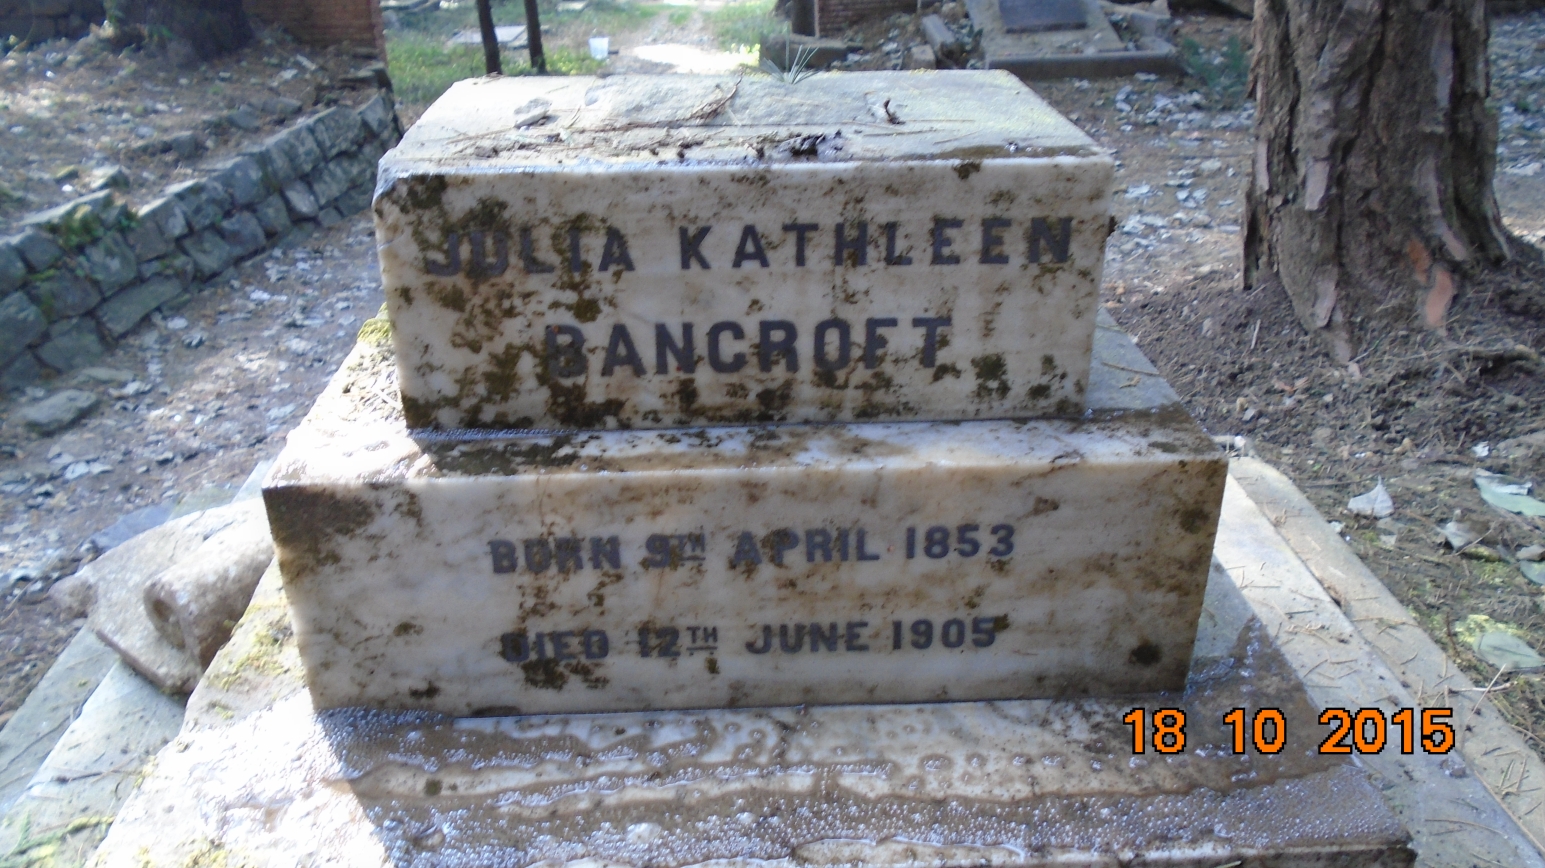 JULIA KATHLEEN
BANCROFT
BORN 9TH APRIL 1853
DIED 12TH JUNE 1905
18 10 2015